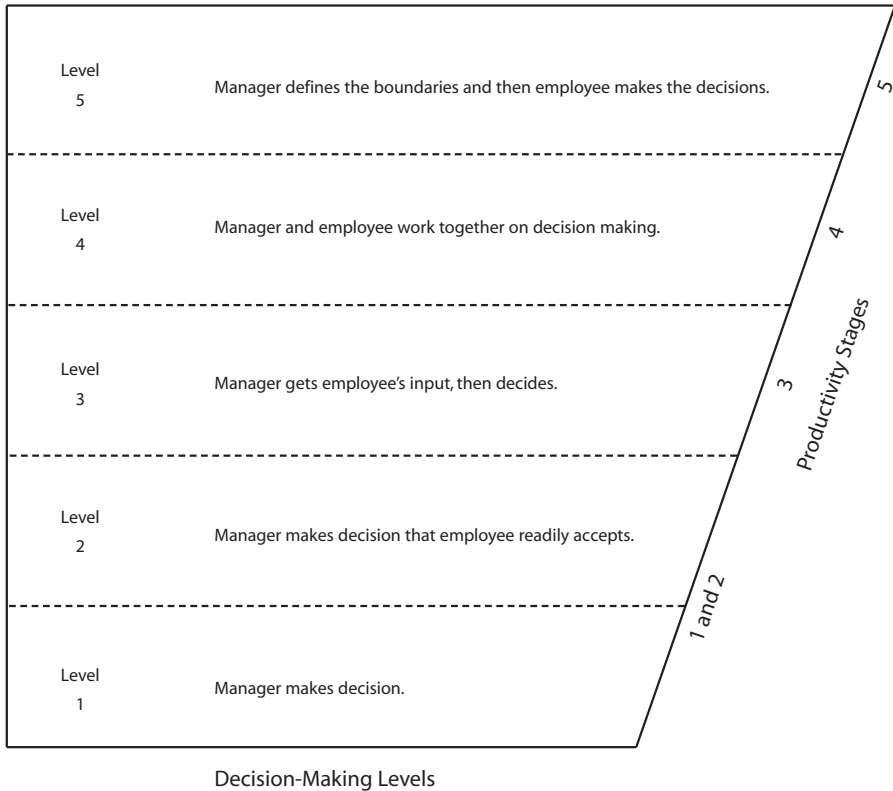 Level
5
Manager defines the boundaries and then employee makes the decisions.
5
Level
4
Manager and employee work together on decision making.
4
Level
3
Manager gets employee’s input, then decides.
3
Productivity Stages
Level
2
Manager makes decision that employee readily accepts.
1 and 2
Level
1
Manager makes decision.
Decision-Making Levels